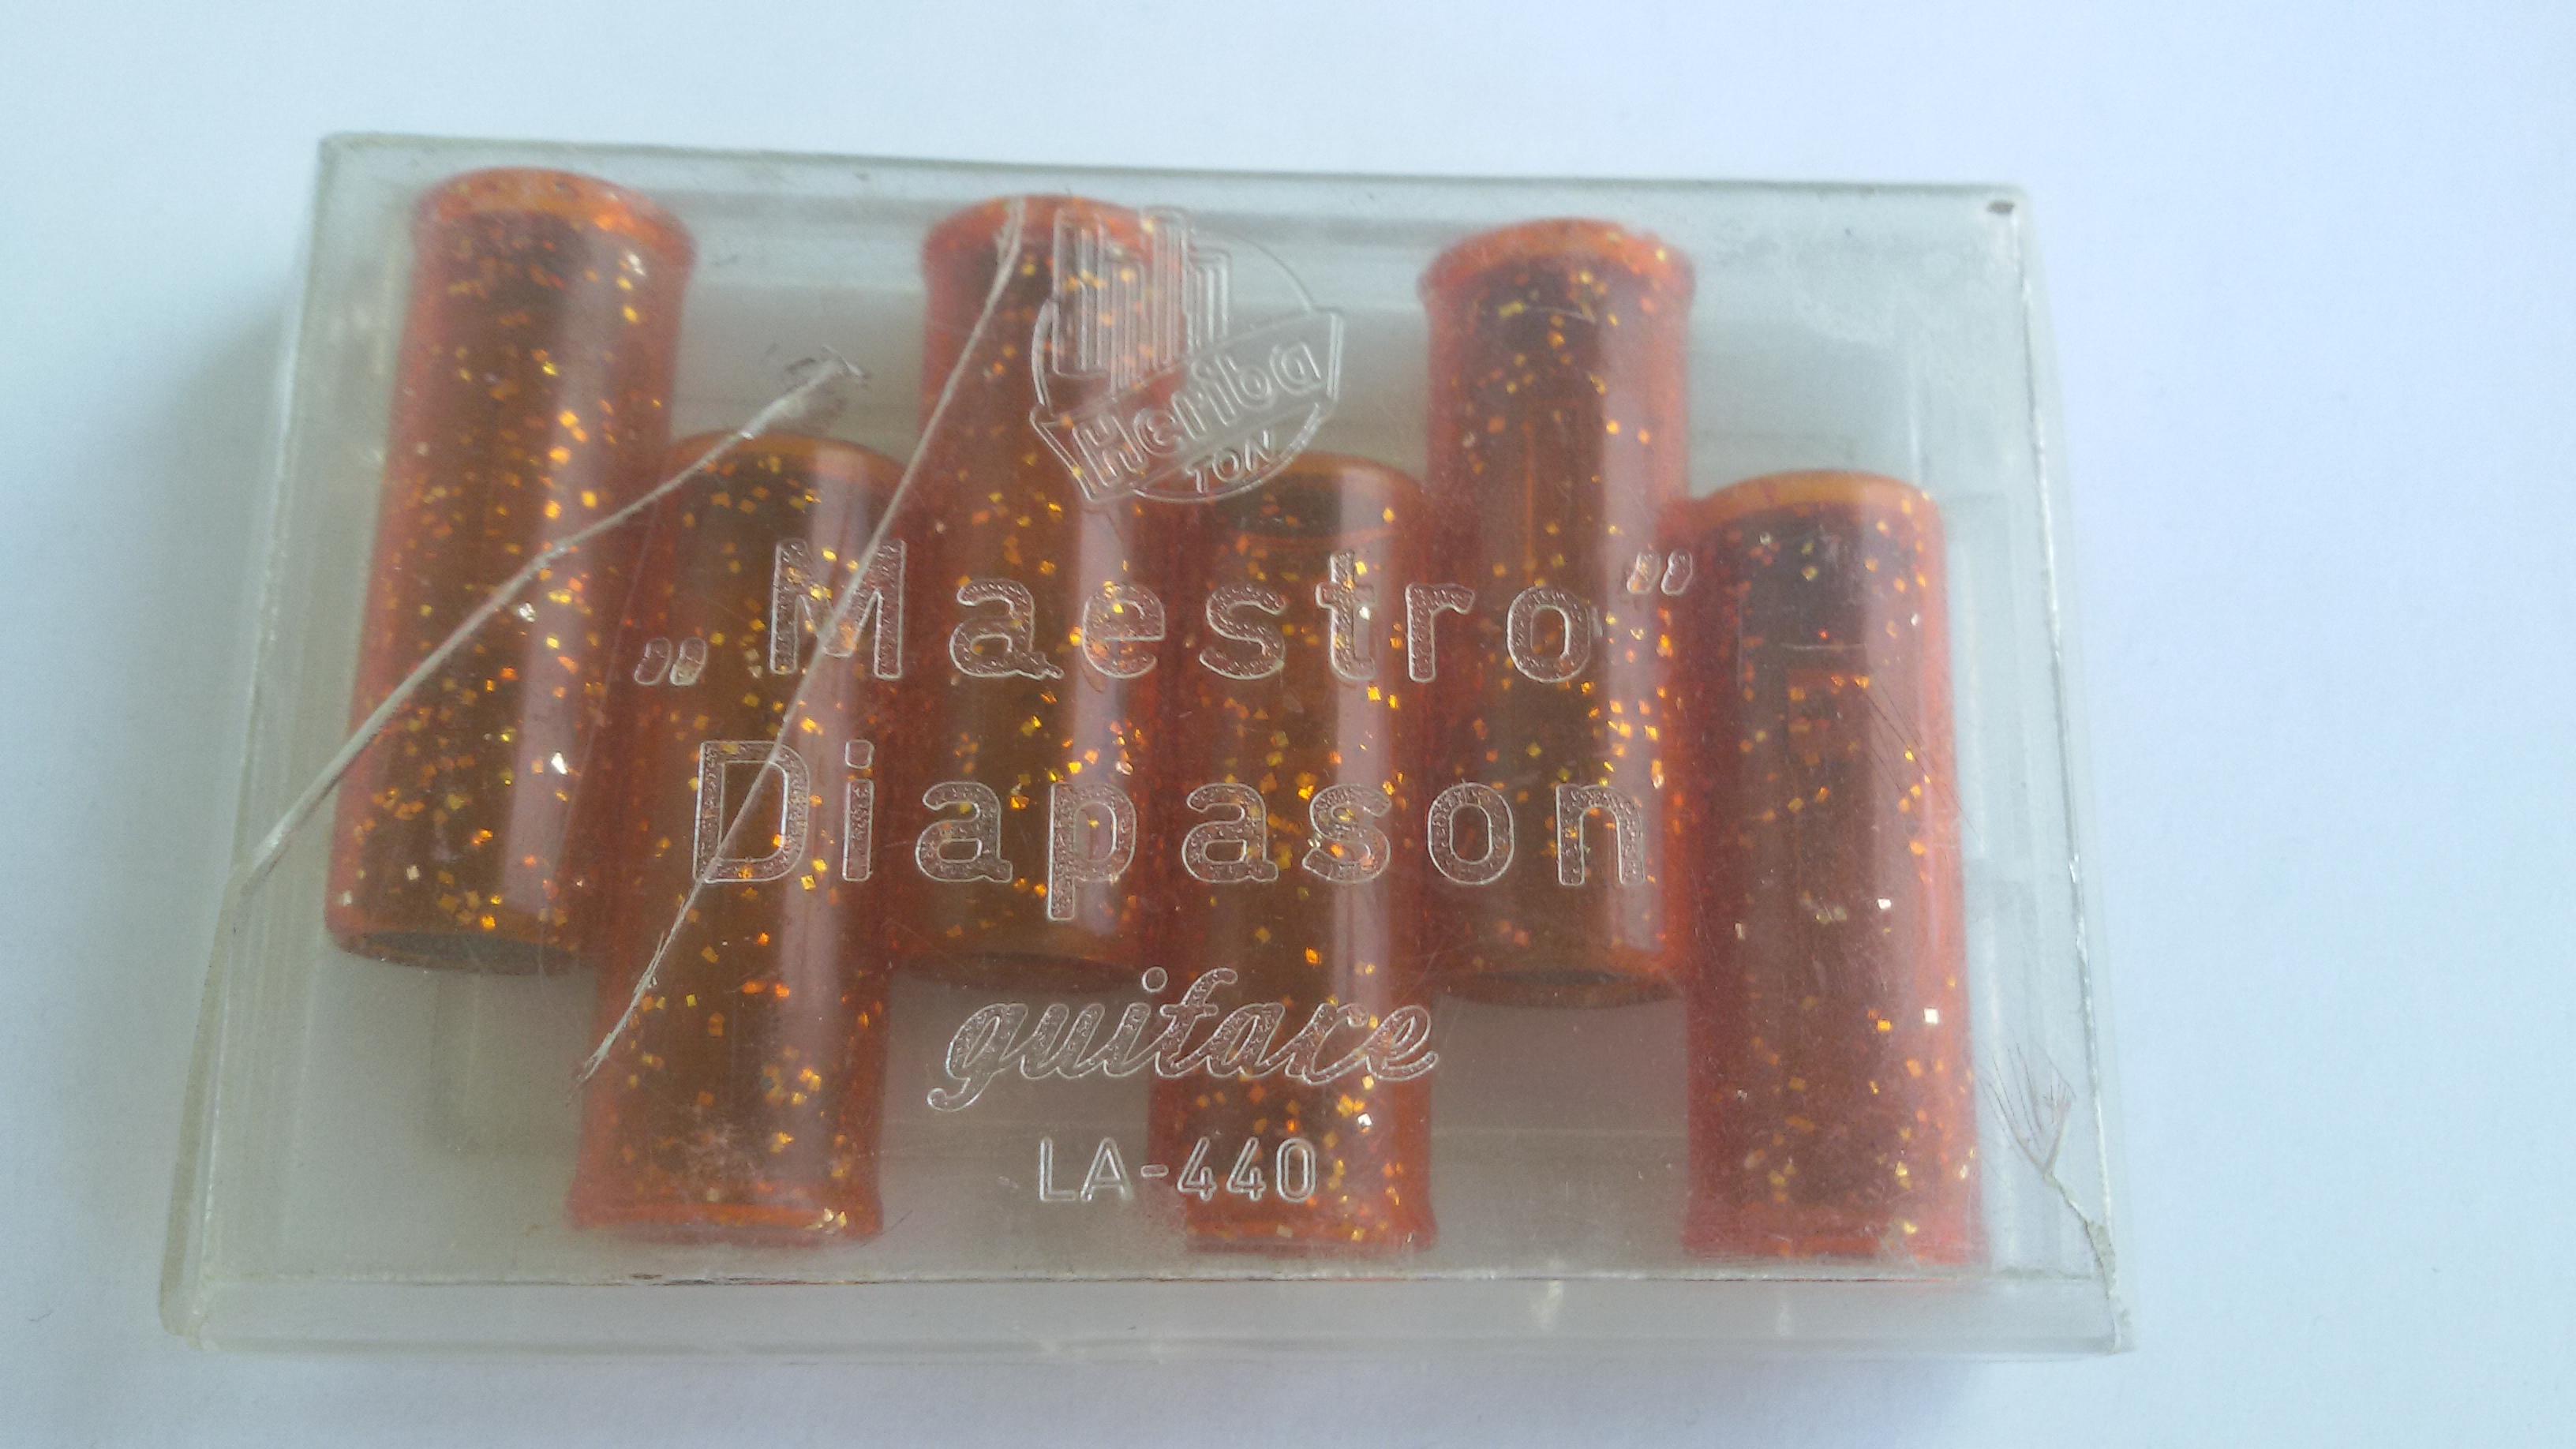 Heriba
TON
„Maestro”
Diapason
guitare
LA-440